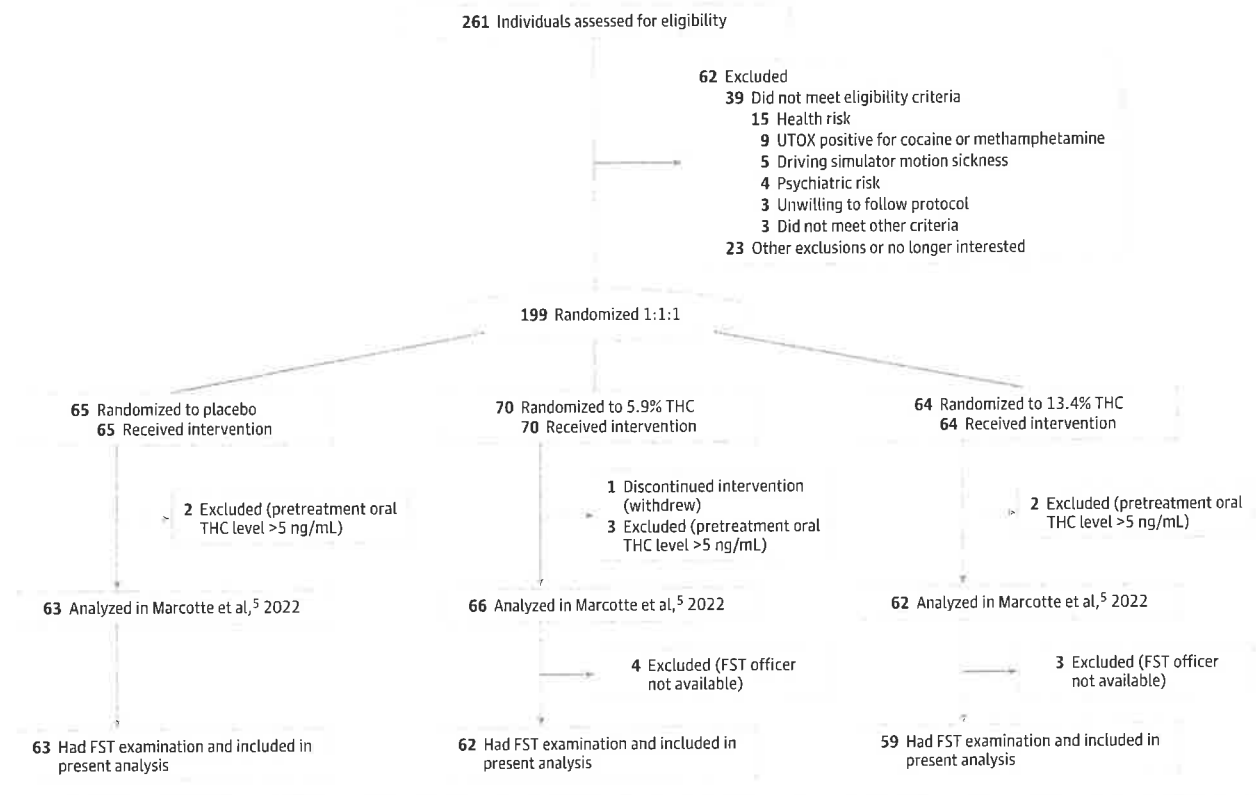 261 Individuals assessed for eligibility
62 Excluded
39 Did not meet eligibility criteria
15 Health risk
9 UTOX positive for cocaine or methamphetamine
5 Driving simulator motion sickness
4 Psychiatric risk
3 Unwilling to follow protocol
3 Did not meet other criteria
23 Other exclusions or no longer interested
199 Randomized 1:1:1
65 Randomized to placebo
65 Received intervention
70 Randomized to 5.9% THC
70 Received intervention
64 Randomized to 13.4% THC
64 Received intervention
2 Excluded (pretreatment oral
THC level >5 ng/mL)
1 Discontinued intervention
(withdrew)
3 Excluded (pretreatment oral
THC level >5 ng/mL)
2 Excluded (pretreatment oral
THC level >5 ng/mL)
63 Analyzed in Marcotte et al,⁵ 2022
66 Analyzed in Marcotte et al,⁵ 2022
62 Analyzed in Marcotte et al,⁵ 2022
4 Excluded (FST officer
not available)
3 Excluded (FST officer
not available)
63 Had FST examination and included in
present analysis
62 Had FST examination and included in
present analysis
59 Had FST examination and included in
present analysis